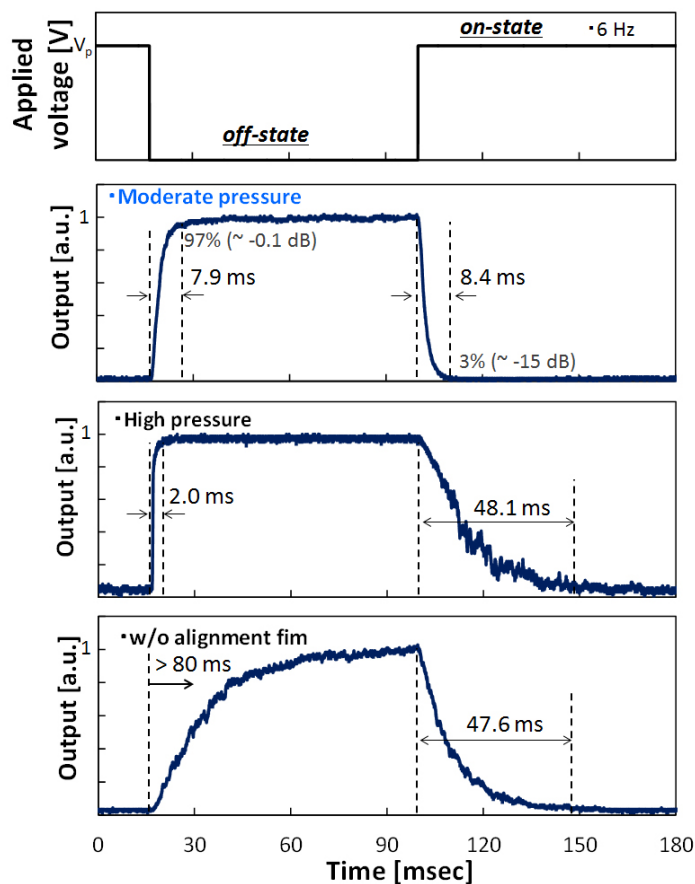 Applied voltage [V]
V_p
on-state
·6 Hz
off-state
Output [a.u.]
·Moderate pressure
1
97% (~ -0.1 dB)
7.9 ms
8.4 ms
3% (~ -15 dB)
Output [a.u.]
·High pressure
1
2.0 ms
48.1 ms
Output [a.u.]
·w/o alignment fim
1
> 80 ms
47.6 ms
0 30 60 90 120 150 180
Time [msec]